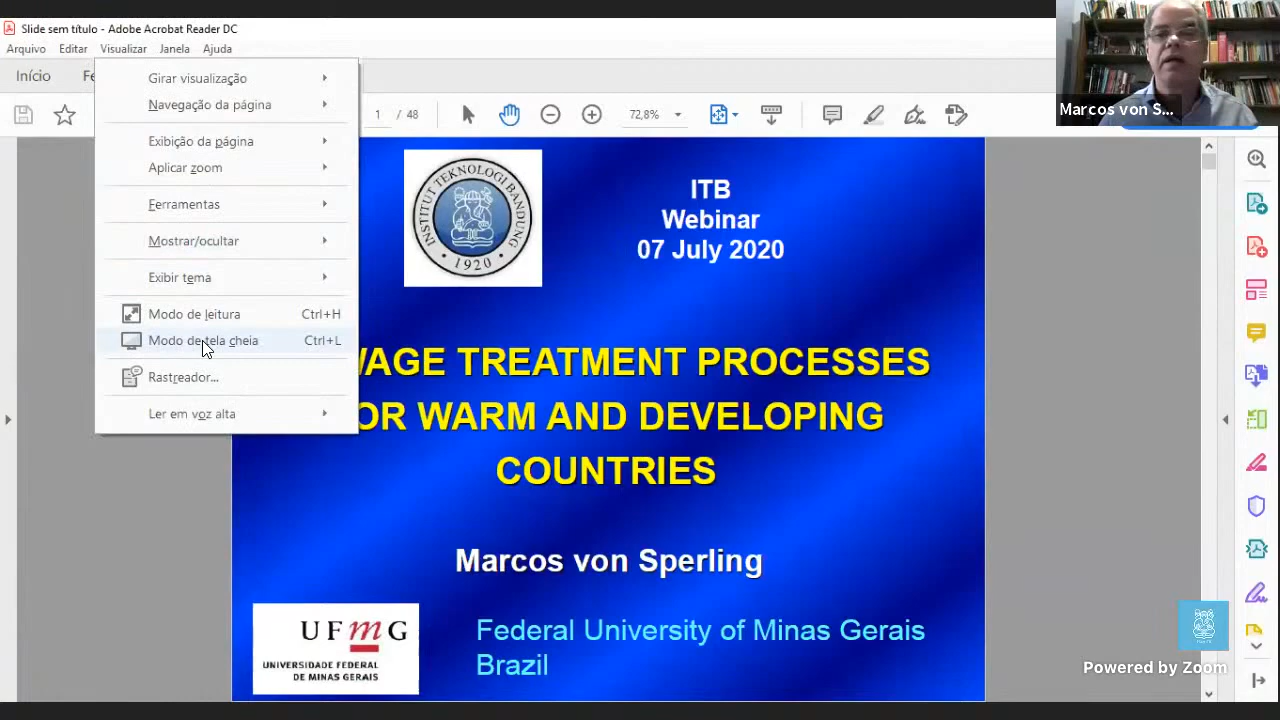 Slide sem título - Adobe Acrobat Reader DC
Arquivo Editar Visualizar Janela Ajuda
Início
Girar visualização
Navegação da página
Exibição da página
Aplicar zoom
Ferramentas
Mostrar/ocultar
Exibir tema
Modo de leitura Ctrl+H
Modo de tela cheia Ctrl+L
Rastreador...
Ler em voz alta
1 / 48
72,8%
Marcos von S...
INSTITUT TEKNOLOGI BANDUNG
1920
ITB
Webinar
07 July 2020
WAGE TREATMENT PROCESSES
OR WARM AND DEVELOPING
COUNTRIES
Marcos von Sperling
UFmG
UNIVERSIDADE FEDERAL
DE MINAS GERAIS
Federal University of Minas Gerais
Brazil
Powered by Zoom